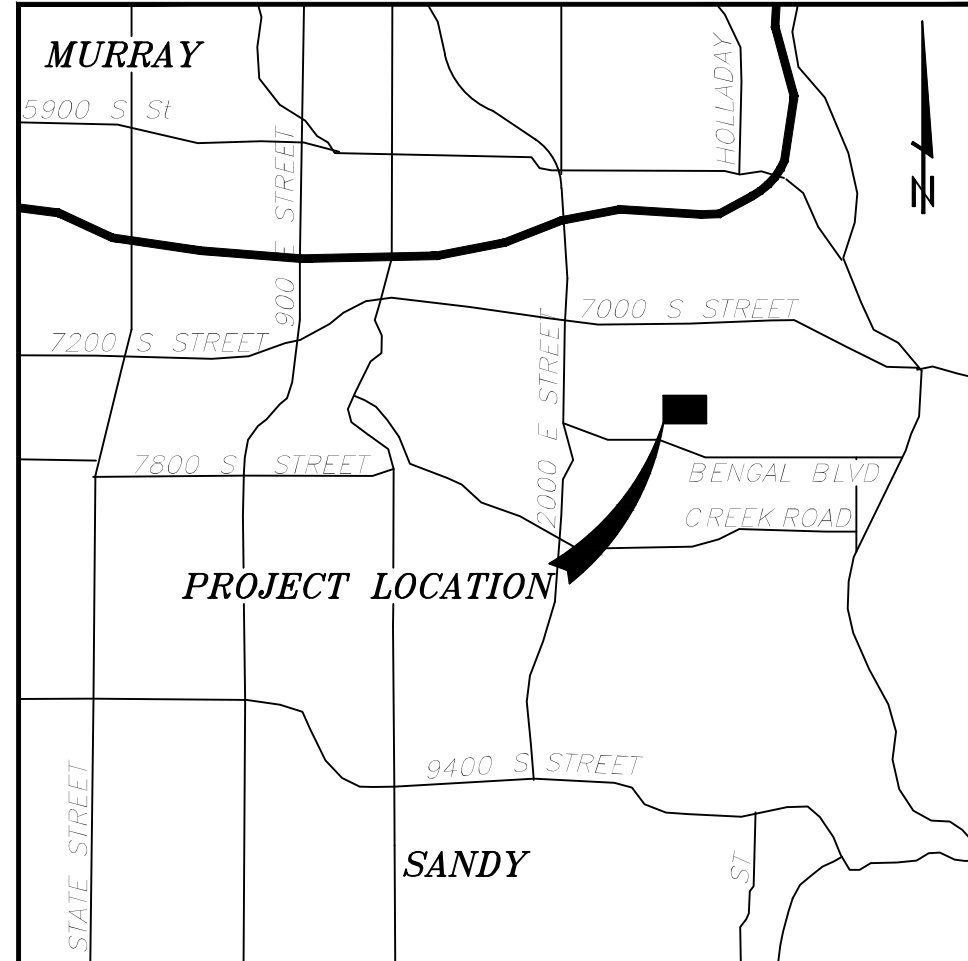 MURRAY
5900 S St
HOLLADAY
N
900 E STREET
7000 S STREET
7200 S STREET
2000 E STREET
7800 S STREET
BENGAL BLVD
CREEK ROAD
PROJECT LOCATION
9400 S STREET
STATE STREET
SANDY
ST